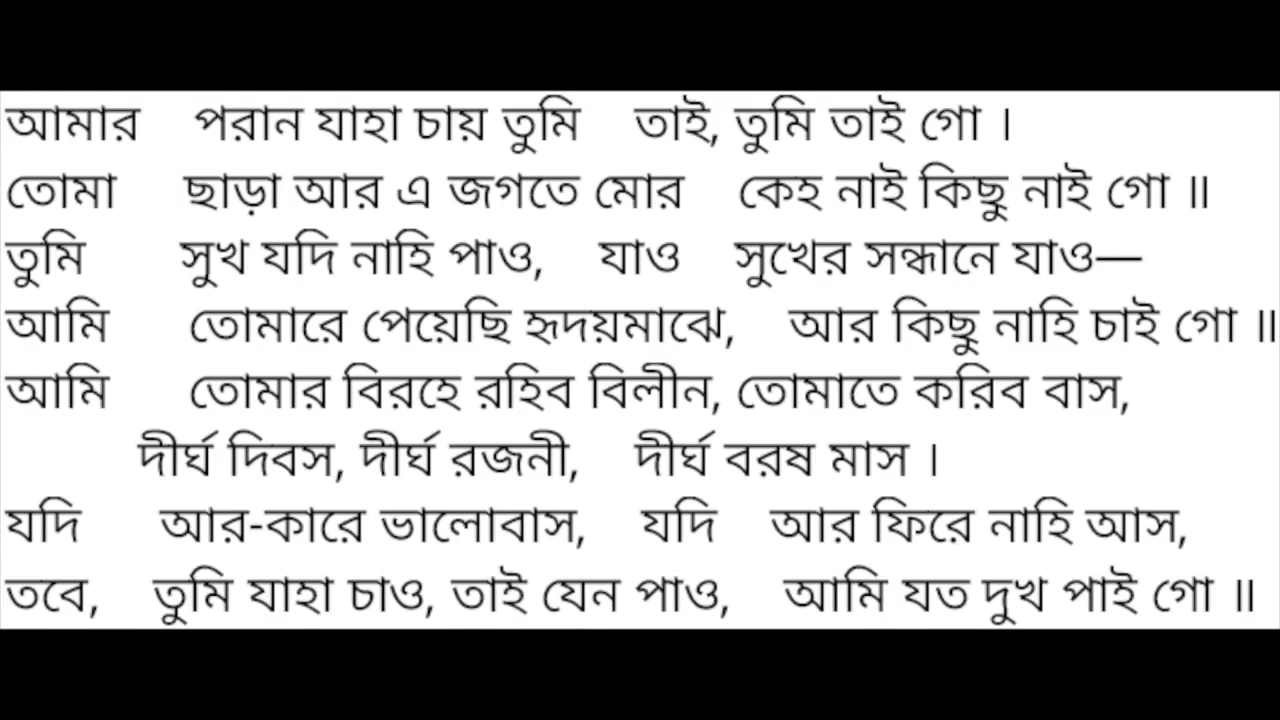 আমার পরান যাহা চায় তুমি তাই, তুমি তাই গো ।
তোমা ছাড়া আর এ জগতে মোর কেহ নাই কিছু নাই গো ॥
তুমি সুখ যদি নাহি পাও, যাও সুখের সন্ধানে যাও—
আমি তোমারে পেয়েছি হৃদয়মাঝে, আর কিছু নাহি চাই গো ॥
আমি তোমার বিরহে রহিব বিলীন, তোমাতে করিব বাস,
দীর্ঘ দিবস, দীর্ঘ রজনী, দীর্ঘ বরষ মাস ।
যদি আর-কারে ভালোবাস, যদি আর ফিরে নাহি আস,
তবে, তুমি যাহা চাও, তাই যেন পাও, আমি যত দুখ পাই গো ॥